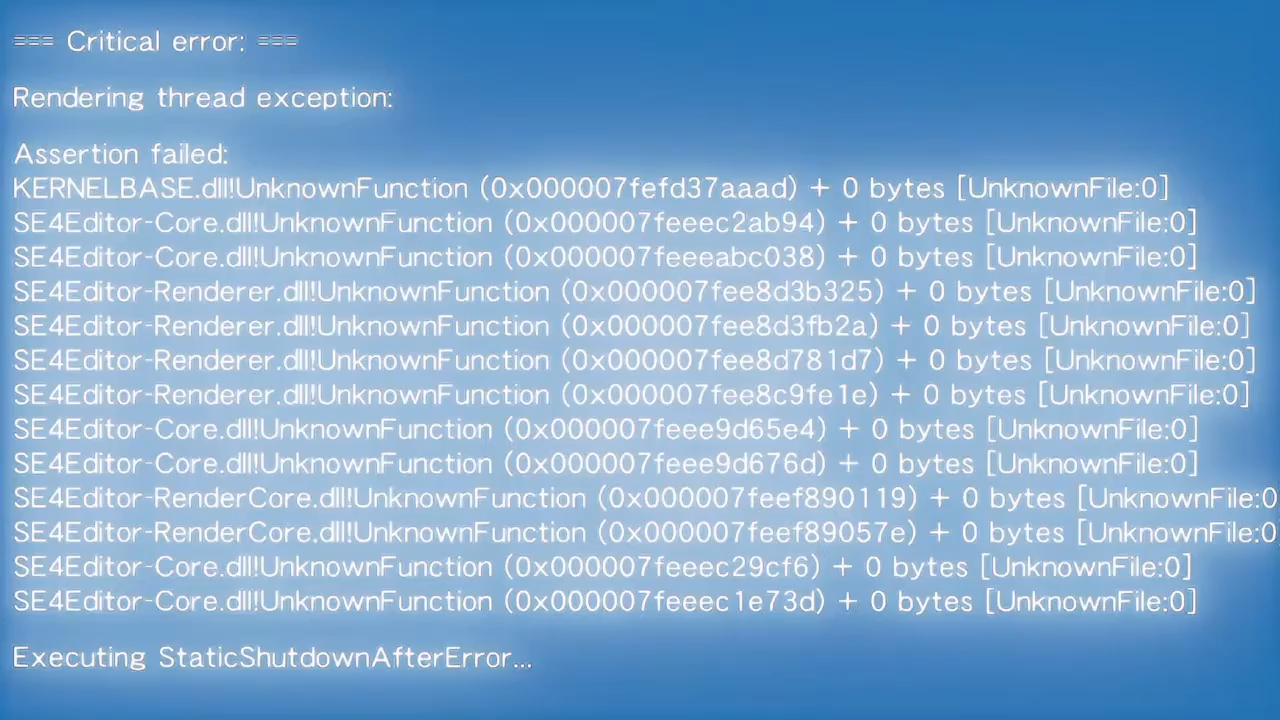 === Critical error: ===
Rendering thread exception:
Assertion failed:
KERNELBASE.dll!UnknownFunction (0x000007fefd37aaad) + 0 bytes [UnknownFile:0]
SE4Editor-Core.dll!UnknownFunction (0x000007feeec2ab94) + 0 bytes [UnknownFile:0]
SE4Editor-Core.dll!UnknownFunction (0x000007feeeabc038) + 0 bytes [UnknownFile:0]
SE4Editor-Renderer.dll!UnknownFunction (0x000007fee8d3b325) + 0 bytes [UnknownFile:0]
SE4Editor-Renderer.dll!UnknownFunction (0x000007fee8d3fb2a) + 0 bytes [UnknownFile:0]
SE4Editor-Renderer.dll!UnknownFunction (0x000007fee8d781d7) + 0 bytes [UnknownFile:0]
SE4Editor-Renderer.dll!UnknownFunction (0x000007fee8c9fe1e) + 0 bytes [UnknownFile:0]
SE4Editor-Core.dll!UnknownFunction (0x000007feee9d65e4) + 0 bytes [UnknownFile:0]
SE4Editor-Core.dll!UnknownFunction (0x000007feee9d676d) + 0 bytes [UnknownFile:0]
SE4Editor-RenderCore.dll!UnknownFunction (0x000007feef890119) + 0 bytes [UnknownFile:0
SE4Editor-RenderCore.dll!UnknownFunction (0x000007feef89057e) + 0 bytes [UnknownFile:0
SE4Editor-Core.dll!UnknownFunction (0x000007feeec29cf6) + 0 bytes [UnknownFile:0]
SE4Editor-Core.dll!UnknownFunction (0x000007feeec1e73d) + 0 bytes [UnknownFile:0]
Executing StaticShutdownAfterError...